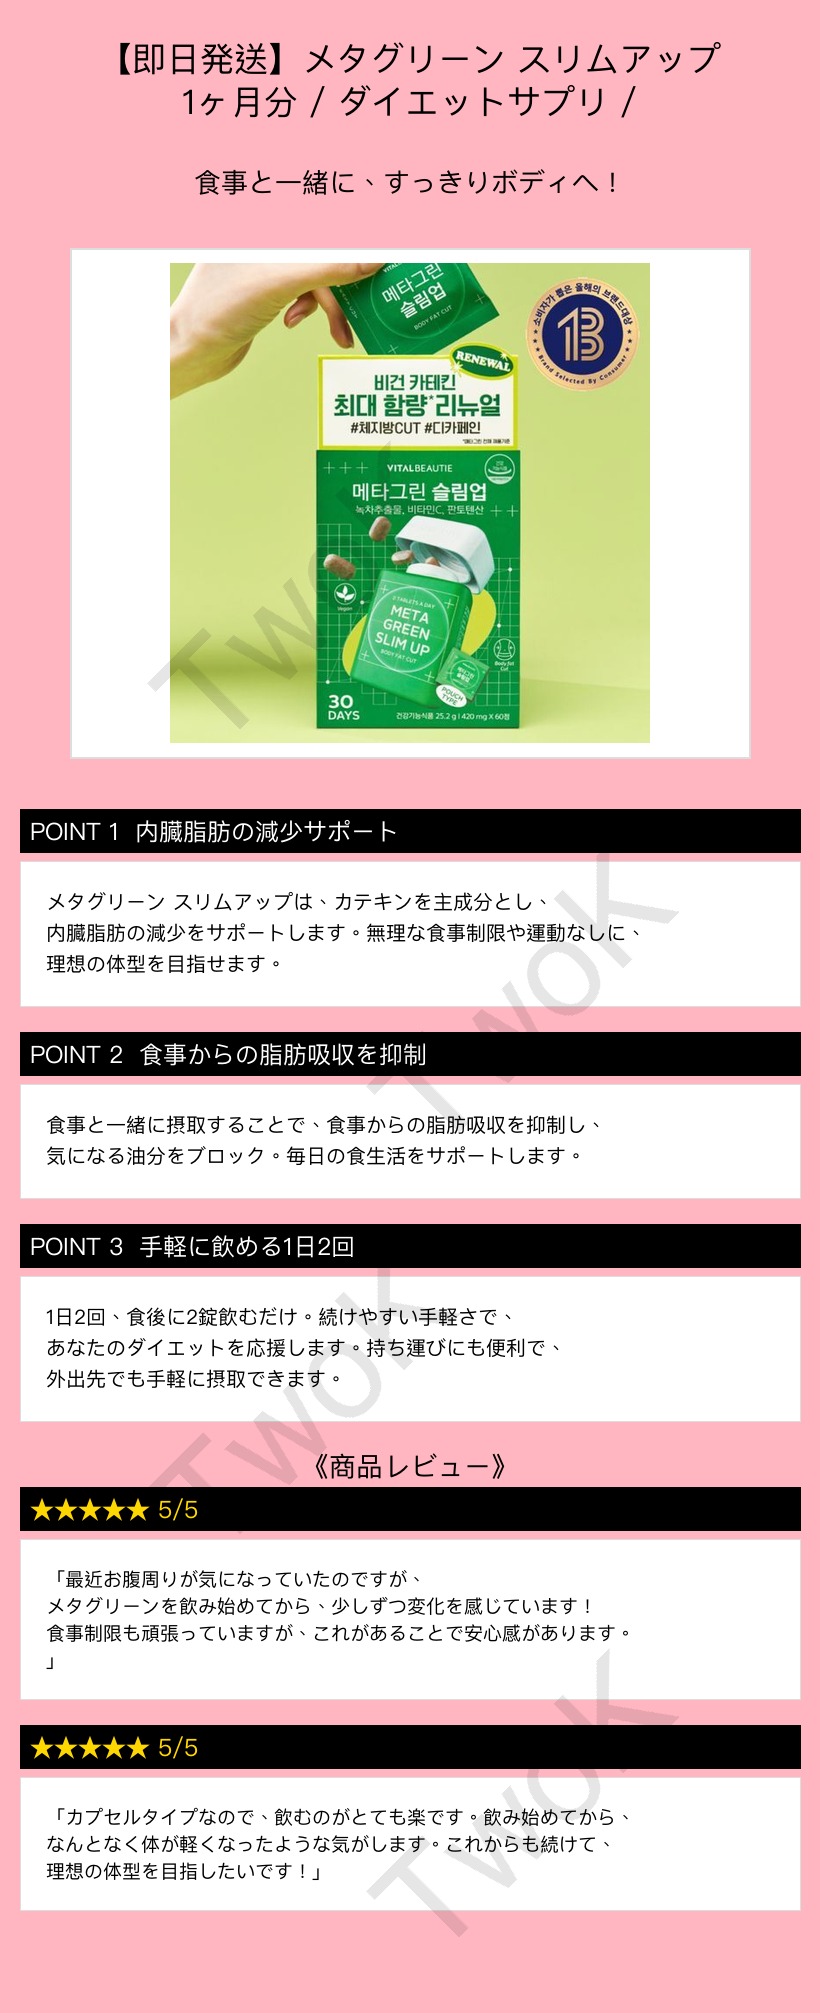 【即日発送】メタグリーン スリムアップ
1ヶ月分 / ダイエットサプリ /
食事と一緒に、すっきりボディへ！
VITAL
메타그린
슬림업
BODY FAT CUT
소비자가 뽑은 올해의 브랜드대상
Brand Selected By Consumer
RENEWAL
비건 카테킨
최대 함량*리뉴얼
#체지방CUT #디카페인
VITALBEAUTIE
메타그린 슬림업
녹차추출물, 비타민C, 판토텐산
Vegan
2 TABLETS A DAY
META
GREEN
SLIM UP
BODY FAT CUT
메타그린
슬림업
POUCH
TYPE
Body fat
Cut
30
DAYS
건강기능식품 25.2 g | 420 mg X 60정
TwoK
POINT 1 内臓脂肪の減少サポート
メタグリーン スリムアップは、カテキンを主成分とし、
内臓脂肪の減少をサポートします。無理な食事制限や運動なしに、
理想の体型を目指せます。
TwoK
POINT 2 食事からの脂肪吸収を抑制
食事と一緒に摂取することで、食事からの脂肪吸収を抑制し、
気になる油分をブロック。毎日の食生活をサポートします。
POINT 3 手軽に飲める1日2回
1日2回、食後に2錠飲むだけ。続けやすい手軽さで、
あなたのダイエットを応援します。持ち運びにも便利で、
外出先でも手軽に摂取できます。
TwoK
《商品レビュー》
★★★★★ 5/5
「最近お腹周りが気になっていたのですが、
メタグリーンを飲み始めてから、少しずつ変化を感じています！
食事制限も頑張っていますが、これがあることで安心感があります。
」
★★★★★ 5/5
「カプセルタイプなので、飲むのがとても楽です。飲み始めてから、
なんとなく体が軽くなったような気がします。これからも続けて、
理想の体型を目指したいです！」
TwoK